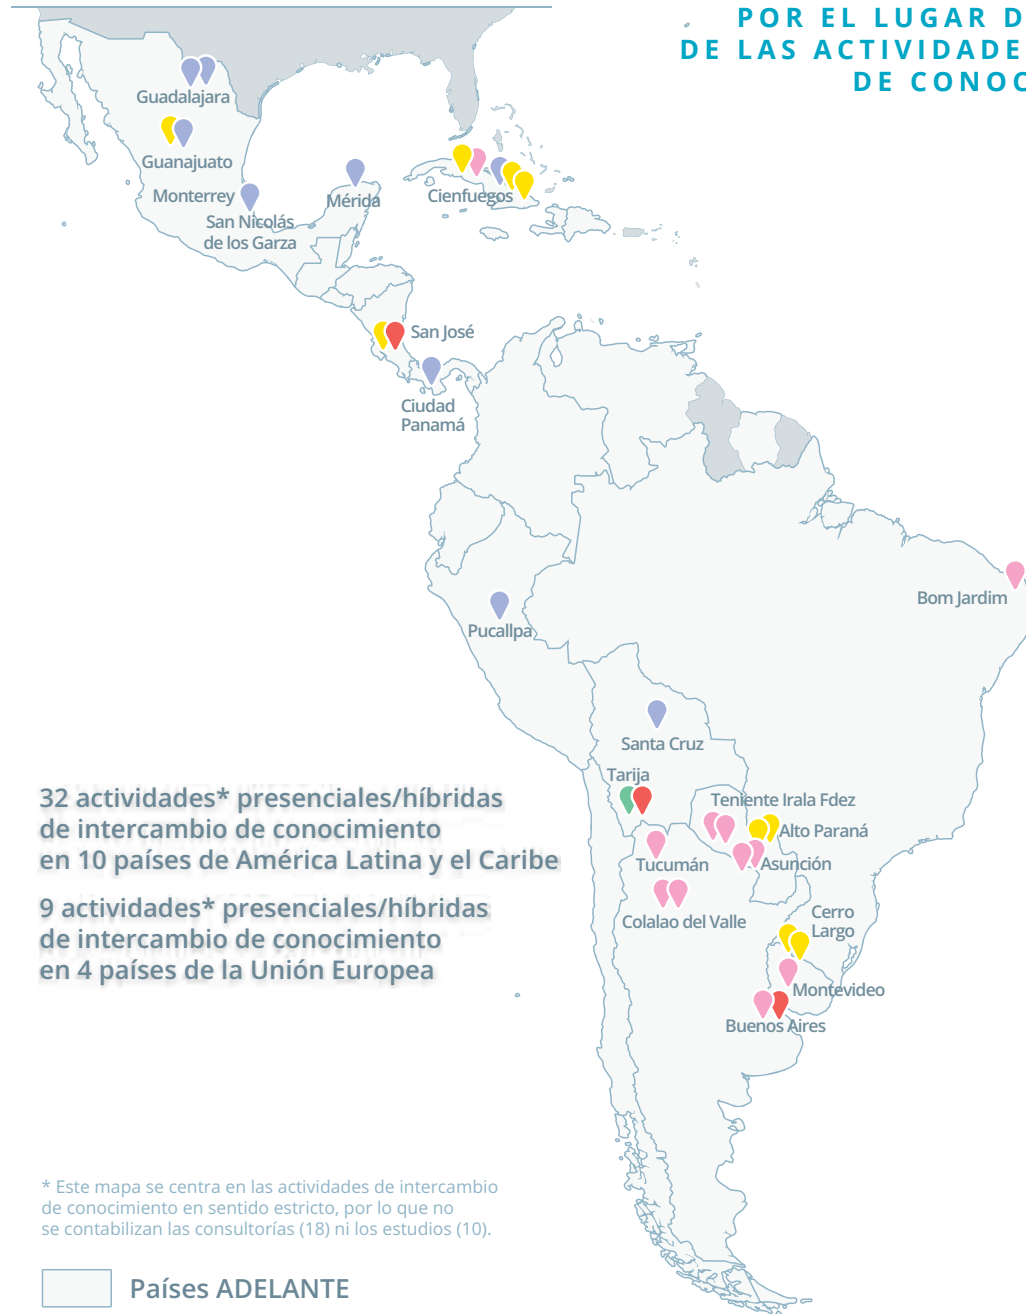 POR EL LUGAR D
DE LAS ACTIVIDADE
DE CONOC
Guadalajara
Guanajuato
Monterrey
San Nicolás
de los Garza
Mérida
Cienfuegos
San José
Ciudad
Panamá
Bom Jardim
Pucallpa
Santa Cruz
Tarija
Teniente Irala Fdez
Alto Paraná
Asunción
Tucumán
Colalao del Valle
Cerro
Largo
Montevideo
Buenos Aires
32 actividades* presenciales/híbridas
de intercambio de conocimiento
en 10 países de América Latina y el Caribe
9 actividades* presenciales/híbridas
de intercambio de conocimiento
en 4 países de la Unión Europea
* Este mapa se centra en las actividades de intercambio
de conocimiento en sentido estricto, por lo que no
se contabilizan las consultorías (18) ni los estudios (10).
Países ADELANTE